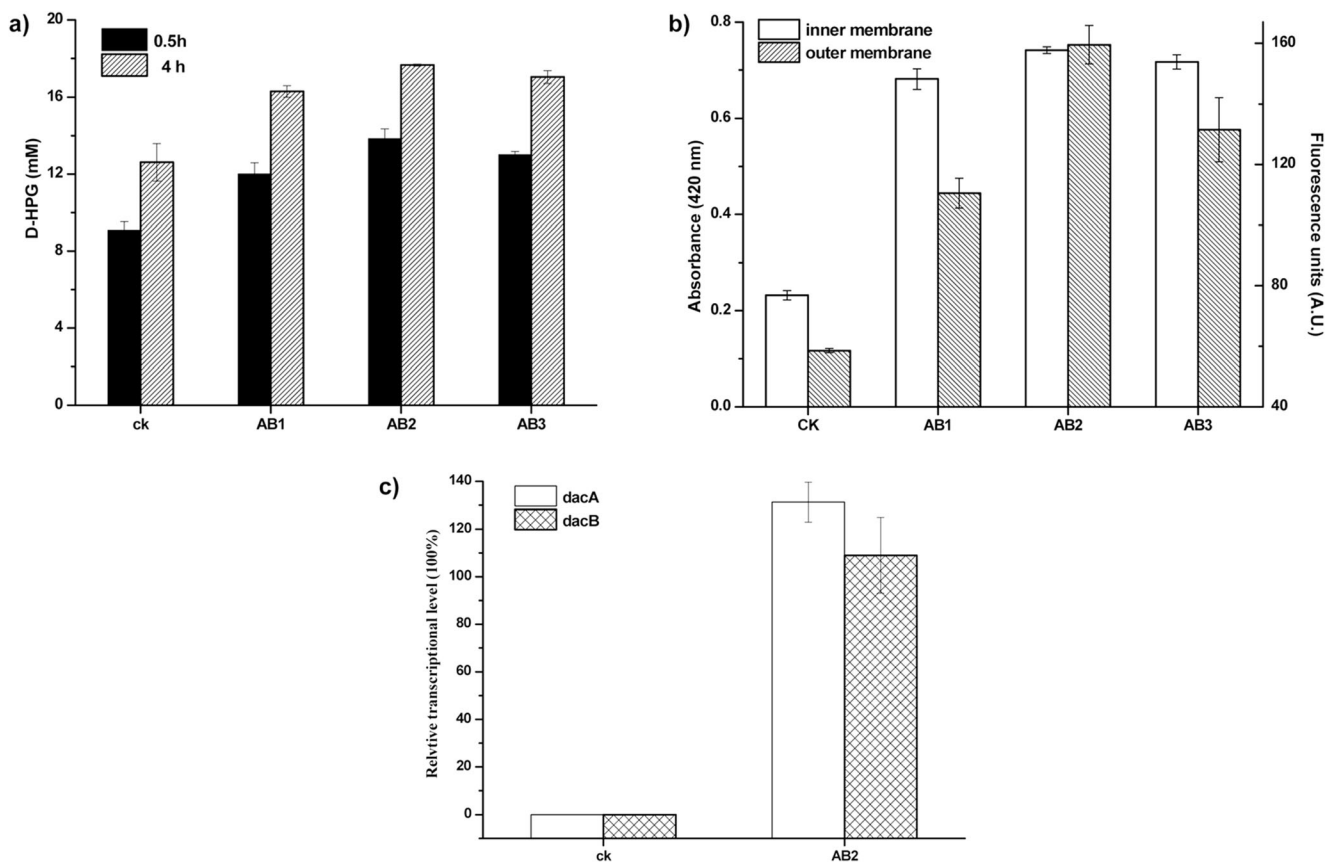 a)
0.5h
4 h
D-HPG (mM)
20
16
12
8
4
0
ck
AB1
AB2
AB3
b)
inner membrane
outer membrane
Absorbance (420 nm)
0.8
0.6
0.4
0.2
0.0
Fluorescence units (A.U.)
160
120
80
40
CK
AB1
AB2
AB3
c)
dacA
dacB
Relvtive transcriptional level (100%)
140
120
100
80
60
40
20
0
ck
AB2